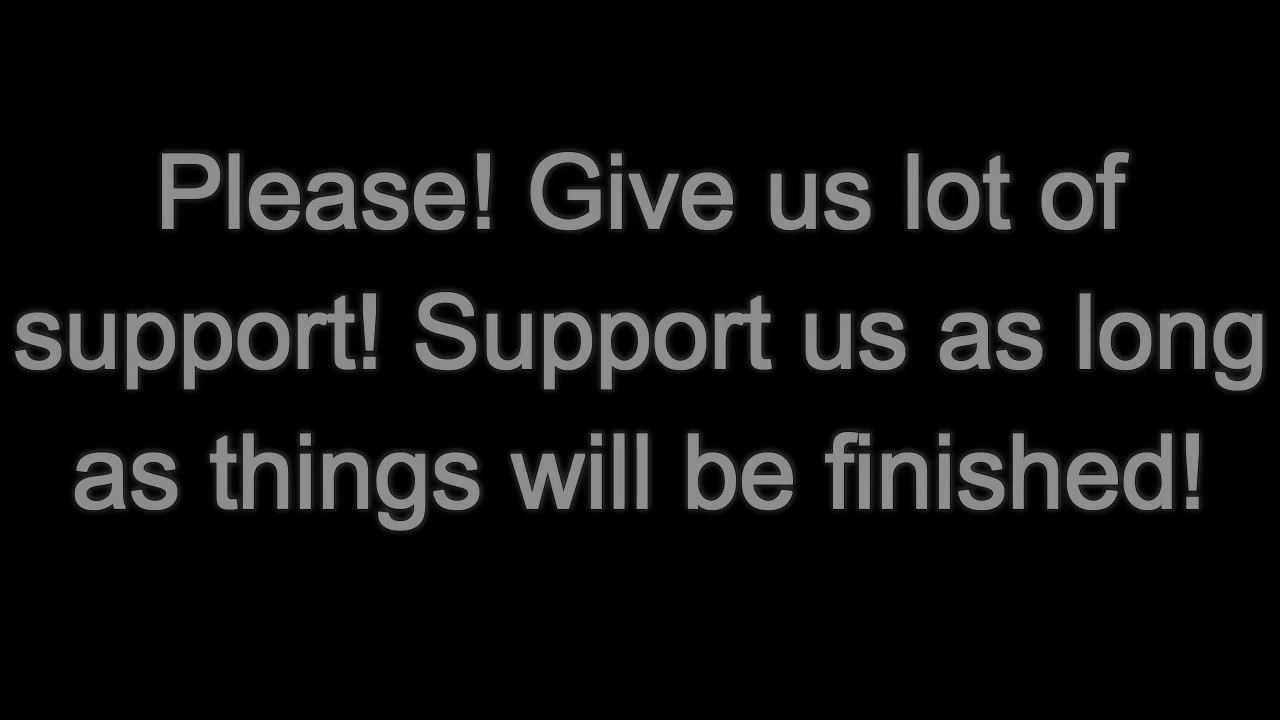 Please! Give us lot of
support! Support us as long
as things will be finished!